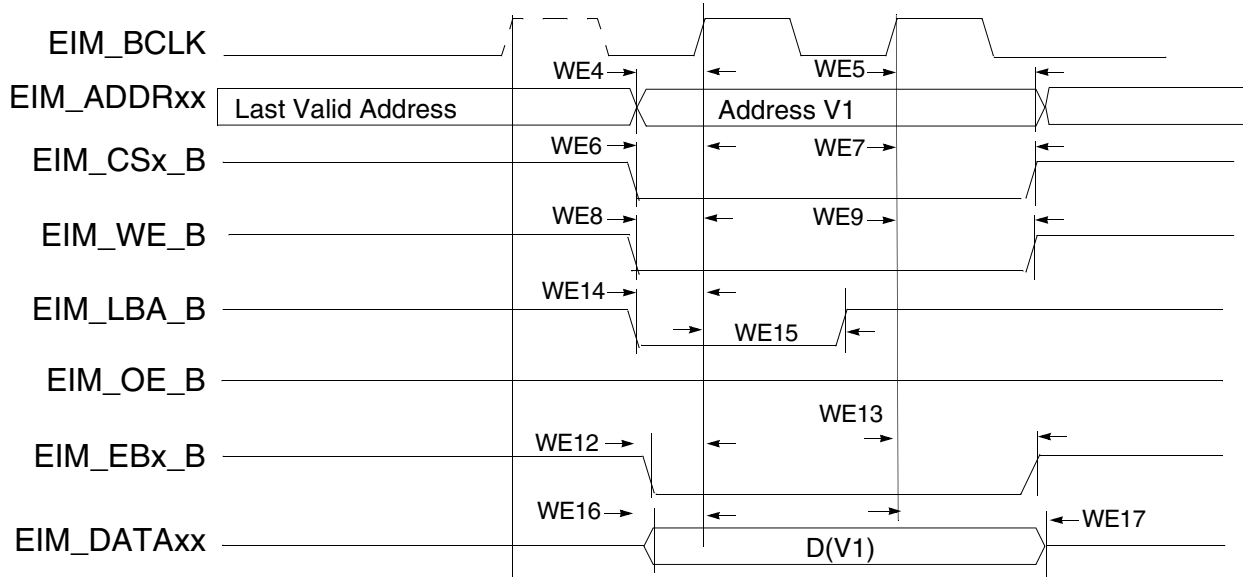 EIM_BCLK
WE4
WE5
EIM_ADDRxx
Last Valid Address
Address V1
WE6
WE7
EIM_CSx_B
WE8
WE9
EIM_WE_B
WE14
EIM_LBA_B
WE15
EIM_OE_B
WE13
WE12
EIM_EBx_B
WE16
WE17
EIM_DATAxx
D(V1)